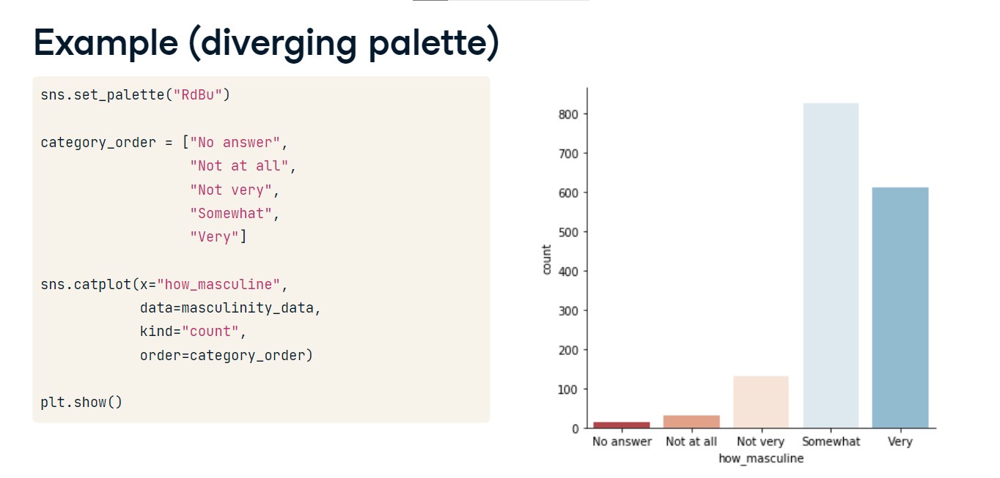 Example (diverging palette)
sns.set_palette("RdBu")
category_order = ["No answer",
"Not at all",
"Not very",
"Somewhat",
"Very"]
sns.catplot(x="how_masculine",
data=masculinity_data,
kind="count",
order=category_order)
plt.show()
800
700
600
500
400
300
200
100
0
count
No answer Not at all Not very Somewhat Very
how_masculine